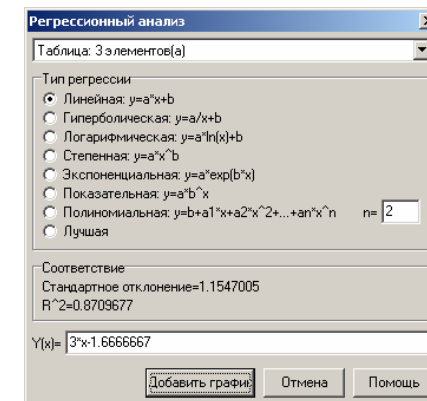 Регрессионный анализ
Таблица: 3 элементов(а)
Тип регрессии
Линейная: y=a*x+b
Гиперболическая: y=a/x+b
Логарифмическая: y=a*ln(x)+b
Степенная: y=a*x^b
Экспоненциальная: y=a*exp(b*x)
Показательная: y=a*b^x
Полиномиальная: y=b+a1*x+a2*x^2+...+an*x^n n= 2
Лучшая
Соответствие
Стандартное отклонение=1.1547005
R^2=0.8709677
Y(x)= 3*x-1.6666667
Добавить график Отмена Помощь